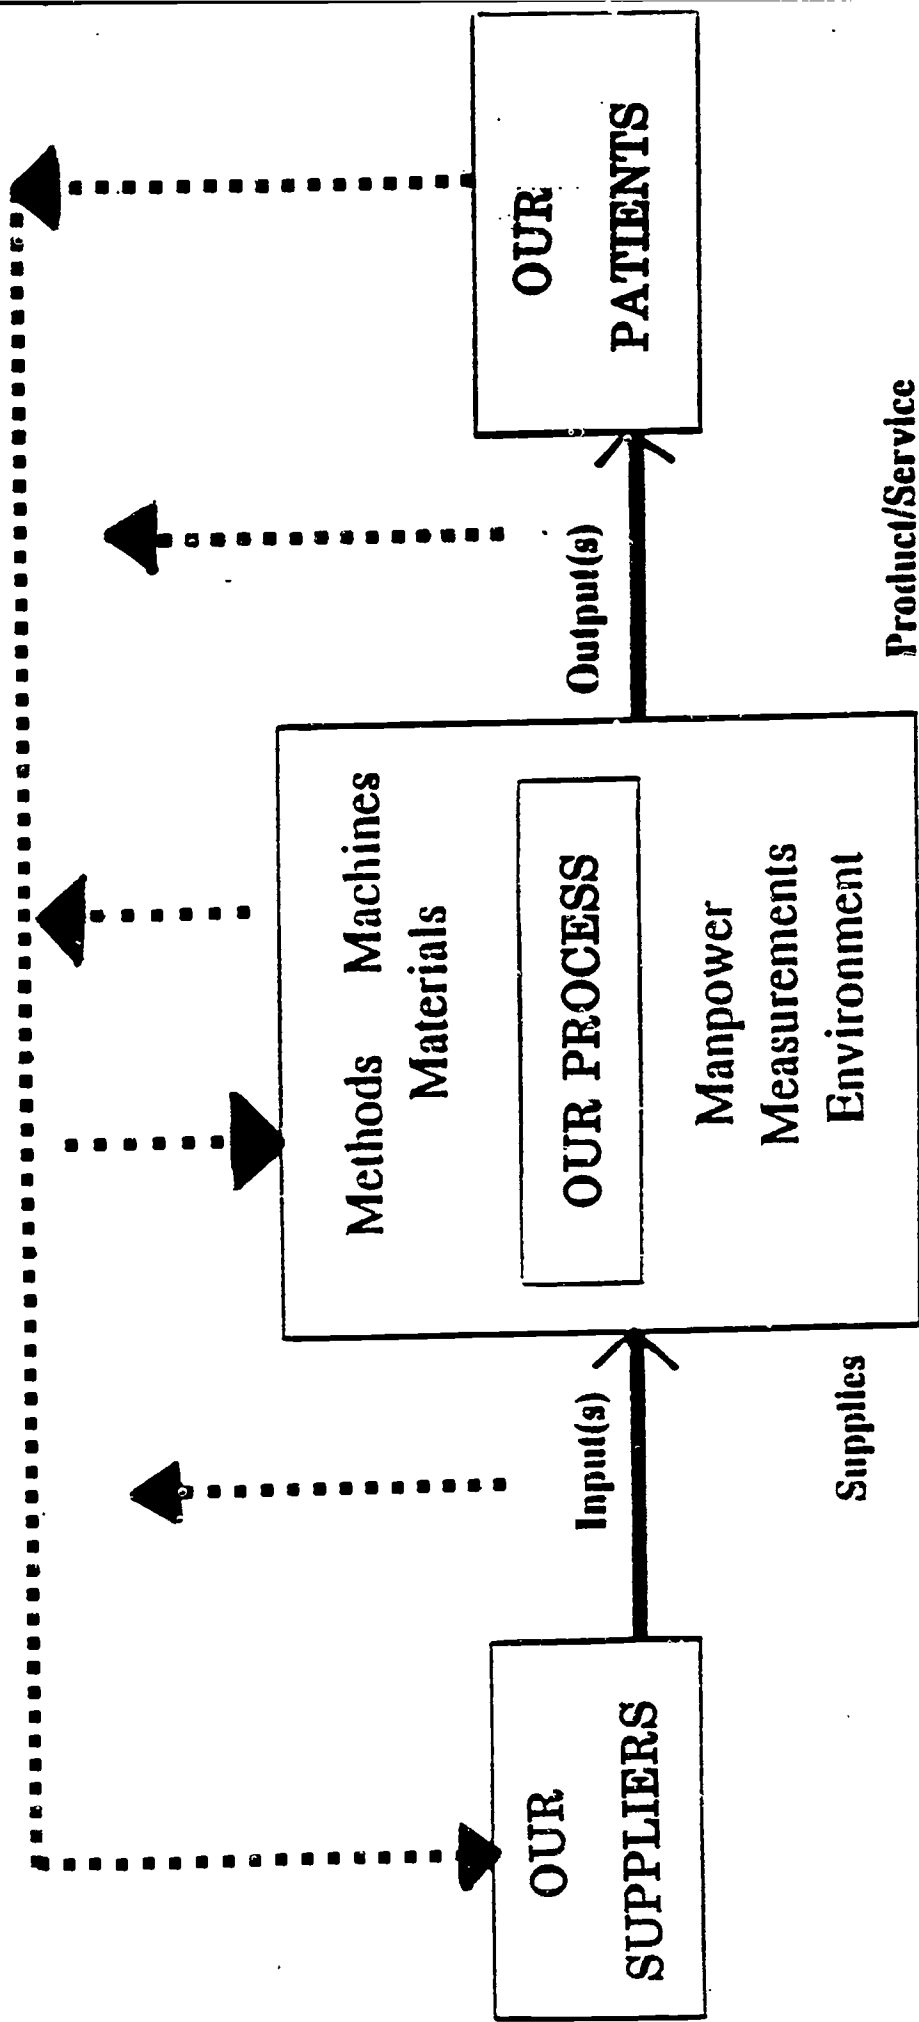 OUR
SUPPLIERS
Input(s)
Supplies
Methods Machines
Materials
OUR PROCESS
Manpower
Measurements
Environment
Output(s)
Product/Service
OUR
PATIENTS